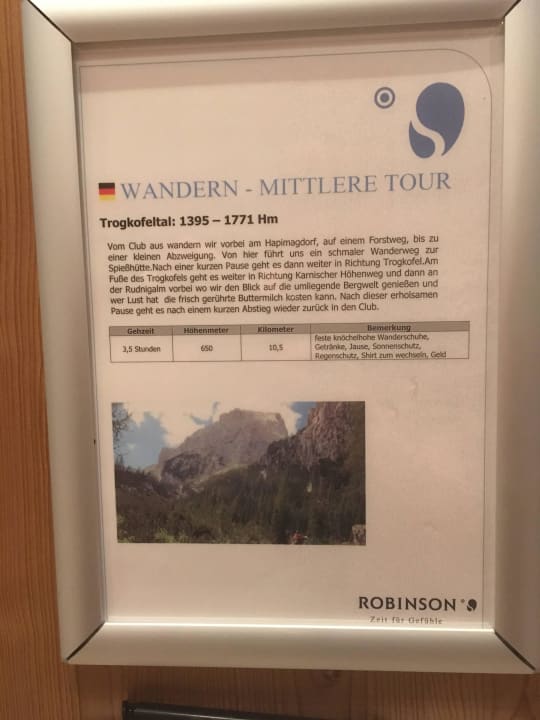 WANDERN - MITTLERE TOUR
Trogkofeltal: 1395 – 1771 Hm
Vom Club aus wandern wir vorbei am Hapimagdorf, auf einem Forstweg, bis zu
einer kleinen Abzweigung. Von hier führt uns ein schmaler Wanderweg zur
Spießhütte.Nach einer kurzen Pause geht es dann weiter in Richtung Trogkofel.Am
Fuße des Trogkofels geht es weiter in Richtung Karnischer Höhenweg und dann an
der Rudnigalm vorbei wo wir den Blick auf die umliegende Bergwelt genießen und
wer Lust hat die frisch gerührte Buttermilch kosten kann. Nach dieser erholsamen
Pause geht es nach einem kurzen Abstieg wieder zurück in den Club.
Gehzeit Höhenmeter Kilometer Bemerkung
3,5 Stunden 650 10,5 feste knöchelhohe Wanderschuhe,
Getränke, Jause, Sonnenschutz,
Regenschutz, Shirt zum wechseln, Geld
ROBINSON
Zeit für Gefühle